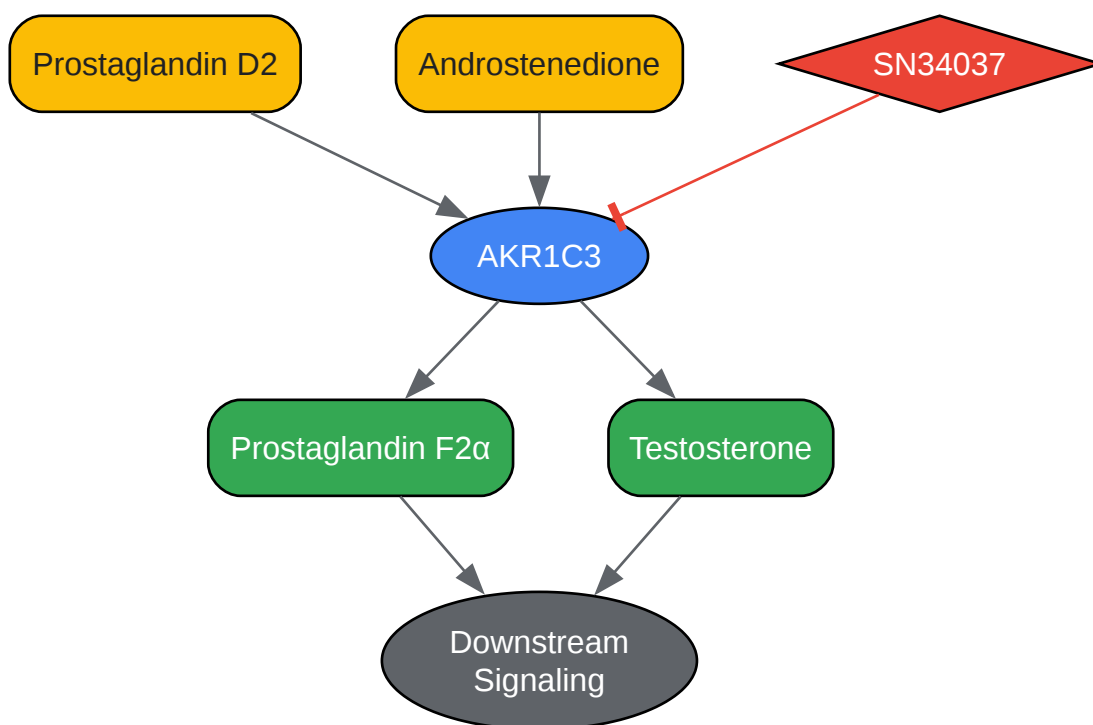 Prostaglandin D2
Androstenedione
SN34037
AKR1C3
Prostaglandin F2α
Testosterone
Downstream
Signaling